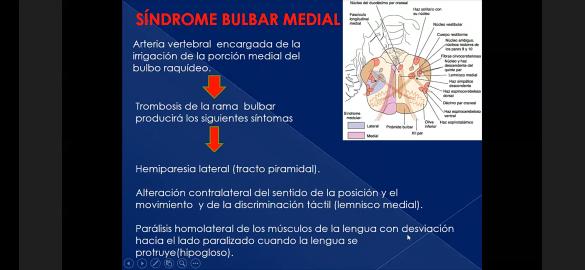 SÍNDROME BULBAR MEDIAL
Arteria vertebral encargada de la
irrigación de la porción medial del
bulbo raquídeo.
Trombosis de la rama bulbar
producirá los siguientes síntomas
Hemiparesia lateral (tracto piramidal).
Alteración contralateral del sentido de la posición y el
movimiento y de la discriminación táctil (lemnisco medial).
Parálisis homolateral de los músculos de la lengua con desviación
hacia el lado paralizado cuando la lengua se
protruye(hipogloso).
Núcleo del duodécimo par craneal
Fascículo
longitudinal
medial
Haz solitario con
su núcleo
Núcleo vestibular
Cuerpo restiforme
Núcleo ambiguo,
núcleos motores de
los pares 9 y 10
Fibras olivocerebelosas
Núcleo y haz
descendente del
quinto par
Lemnisco medial
Haz simpático
descendente
Haz espinocerebeloso
dorsal
Décimo par craneal
Haz espinocerebeloso
ventral
Haz espinotalámico
Oliva
inferior
XII par
Pirámide bulbar
Síndrome
medular:
Lateral
Medial